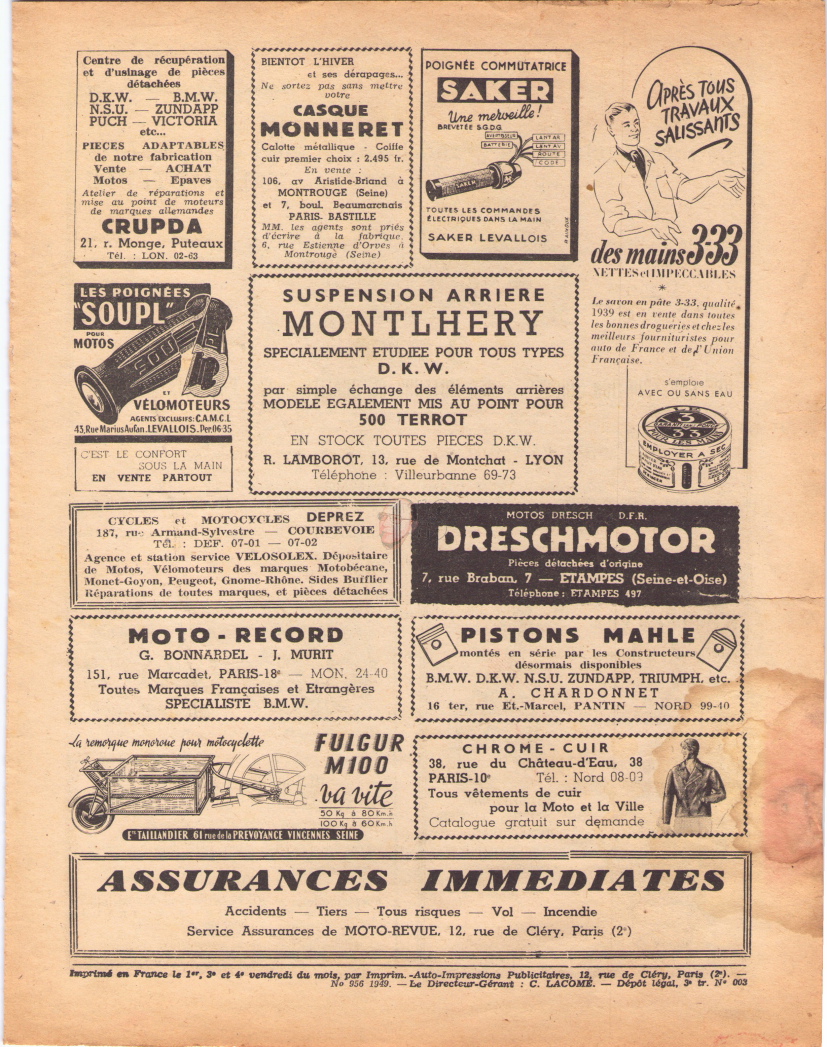 Centre de récupération
et d'usinage de pièces
détachées
D.K.W. — B.M.W.
N.S.U. — ZUNDAPP
PUCH — VICTORIA
etc...
PIECES ADAPTABLES
de notre fabrication
Vente — ACHAT
Motos — Epaves
Atelier de réparations et
mise au point de moteurs
de marques allemandes
CRUPDA
21, r. Monge, Puteaux
Tél. : LON. 02-63
BIENTOT L'HIVER
et ses dérapages...
Ne sortez pas sans mettre
votre
CASQUE
MONNERET
Calotte métallique - Coiffe
cuir premier choix : 2.495 fr.
En vente :
106, av Aristide-Briand à
MONTROUGE (Seine)
et 7, boul. Beaumarchais
PARIS-BASTILLE
MM. les agents sont priés
d'écrire à la fabrique,
6, rue Estienne d'Orves à
Montrouge (Seine)
POIGNÉE COMMUTATRICE
SAKER
Une merveille!
BREVETÉE S.G.D.G.
AVERTISSEUR
BATTERIE
LANT AR
LANT AV
ROUTE
CODE
SAKER
TOUTES LES COMMANDES
ÉLECTRIQUES DANS LA MAIN
SAKER LEVALLOIS
APRÈS TOUS
TRAVAUX
SALISSANTS
des mains 3-33
NETTES et IMPECCABLES
*
Le savon en pâte 3-33, qualité
1939 est en vente dans toutes
les bonnes drogueries et chez les
meilleurs fournituristes pour
auto de France et de l'Union
Française.
s'emploie
AVEC OU SANS EAU
3
33
POUR LES MAINS
EMPLOYER A SEC
LES POIGNÉES
"SOUPL"
POUR
MOTOS
SOUPL
ET
VÉLOMOTEURS
AGENTS EXCLUSIFS: C.A.M.C.L
43, Rue Marius Aufan. LEVALLOIS. Per. 06 35
C'EST LE CONFORT
SOUS LA MAIN
EN VENTE PARTOUT
SUSPENSION ARRIERE
MONTLHERY
SPECIALEMENT ETUDIEE POUR TOUS TYPES
D.K.W.
par simple échange des éléments arrières
MODELE EGALEMENT MIS AU POINT POUR
500 TERROT
EN STOCK TOUTES PIECES D.K.W.
R. LAMBOROT, 13, rue de Montchat - LYON
Téléphone : Villeurbanne 69-73
CYCLES et MOTOCYCLES DEPREZ
187, rue Armand-Sylvestre — COURBEVOIE
Tél. : DEF. 07-01 — 07-02
Agence et station service VELOSOLEX. Dépositaire
de Motos, Vélomoteurs des marques Motobécane,
Monet-Goyon, Peugeot, Gnome-Rhône. Sides Bufflier
Réparations de toutes marques, et pièces détachées
MOTOS DRESCH D.F.R.
DRESCHMOTOR
Pièces détachées d'origine
7, rue Braban, 7 — ETAMPES (Seine-et-Oise)
Téléphone : ETAMPES 497
MOTO - RECORD
G. BONNARDEL - J. MURIT
151, rue Marcadet, PARIS-18e — MON. 24-40
Toutes Marques Françaises et Etrangères
SPECIALISTE B.M.W.
PISTONS MAHLE
montés en série par les Constructeurs
désormais disponibles
B.M.W. D.K.W. N.S.U. ZUNDAPP, TRIUMPH, etc.
A. CHARDONNET
16 ter, rue Et.-Marcel, PANTIN — NORD 99-40
La remorque monoroue pour motocyclette
FULGUR
M100
va vite
50 Kg à 80 Km.h
100 Kg à 60 Km.h
Ets TAILLANDIER 61 rue de la PREVOYANCE VINCENNES SEINE
CHROME - CUIR
38, rue du Château-d'Eau, 38
PARIS-10e Tél. : Nord 08-09
Tous vêtements de cuir
pour la Moto et la Ville
Catalogue gratuit sur demande
ASSURANCES IMMEDIATES
Accidents — Tiers — Tous risques — Vol — Incendie
Service Assurances de MOTO-REVUE, 12, rue de Cléry, Paris (2e)
Imprimé en France le 1er, 3e et 4e vendredi du mois, par Imprim. -Auto-Impressions Publicitaires, 12, rue de Cléry, Paris (2e). —
No 956 1949. — Le Directeur-Gérant : C. LACOME. — Dépôt légal, 3e tr. No 003